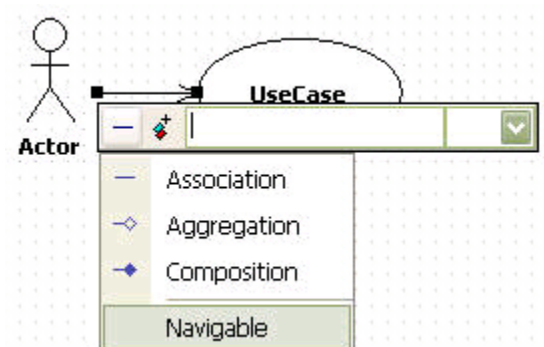 UseCase
Actor
Association
Aggregation
Composition
Navigable